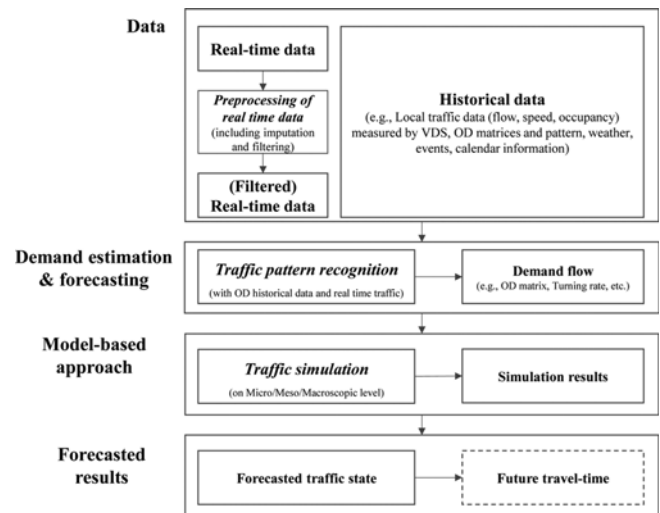 Data
Real-time data
Preprocessing of
real time data
(including imputation
and filtering)
(Filtered)
Real-time data
Historical data
(e.g., Local traffic data (flow, speed, occupancy)
measured by VDS, OD matrices and pattern, weather,
events, calendar information)
Demand estimation
& forecasting
Traffic pattern recognition
(with OD historical data and real time traffic)
Demand flow
(e.g., OD matrix, Turning rate, etc.)
Model-based
approach
Traffic simulation
(on Micro/Meso/Macroscopic level)
Simulation results
Forecasted
results
Forecasted traffic state
Future travel-time